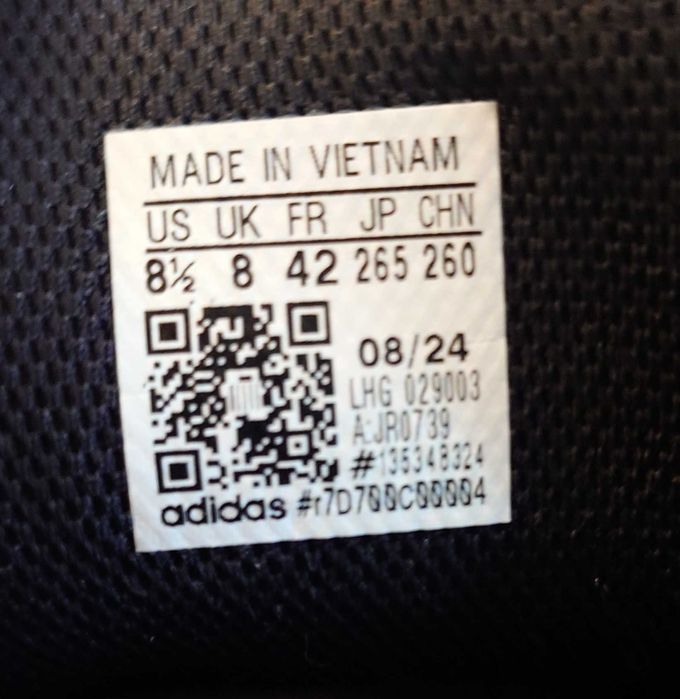 MADE IN VIETNAM
US UK FR JP CHN
8½ 8 42 265 260
08/24
LHG 029003
A:JR0739
#135348324
adidas #r7D700C00004